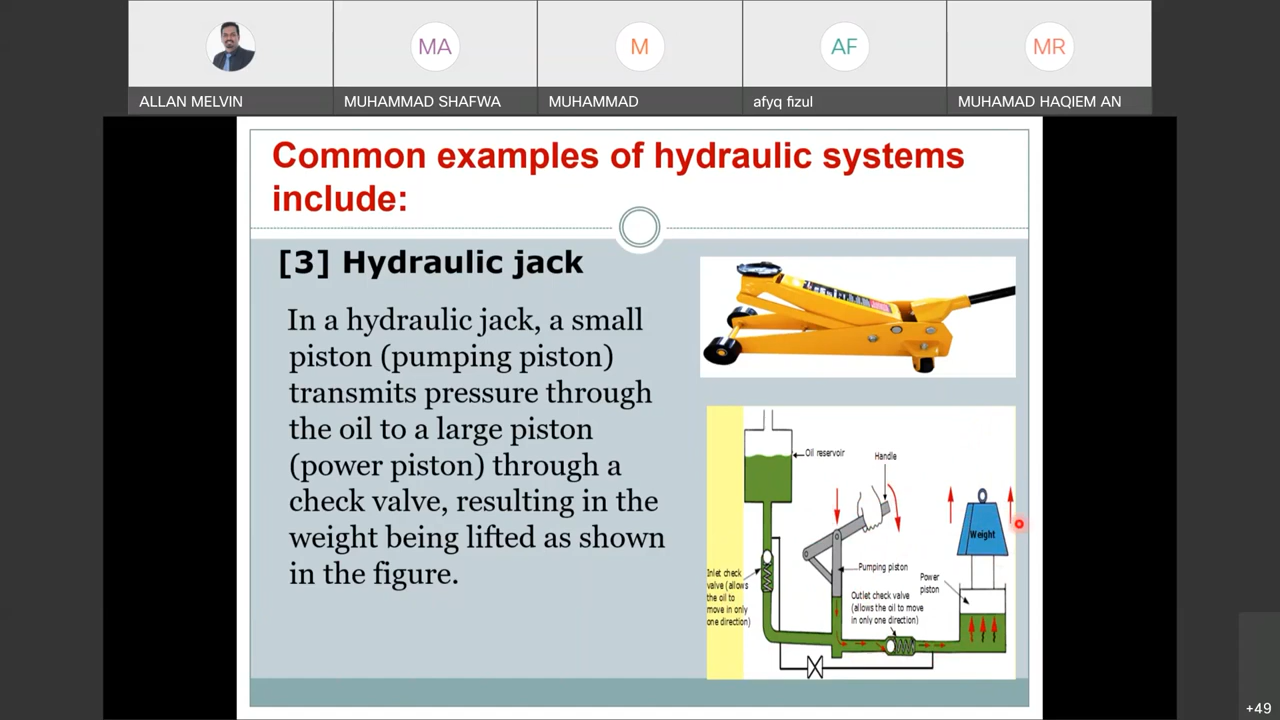 MA
M
AF
MR
ALLAN MELVIN
MUHAMMAD SHAFWA
MUHAMMAD
afyq fizul
MUHAMAD HAQIEM AN
Common examples of hydraulic systems
include:
[3] Hydraulic jack
In a hydraulic jack, a small
piston (pumping piston)
transmits pressure through
the oil to a large piston
(power piston) through a
check valve, resulting in the
weight being lifted as shown
in the figure.
Oil reservoir
Handle
Weight
Inlet check
valve (allows
the oil to
move in only
one direction)
Pumping piston
Power
piston
Outlet check valve
(allows the oil to move
in only one direction)
+49